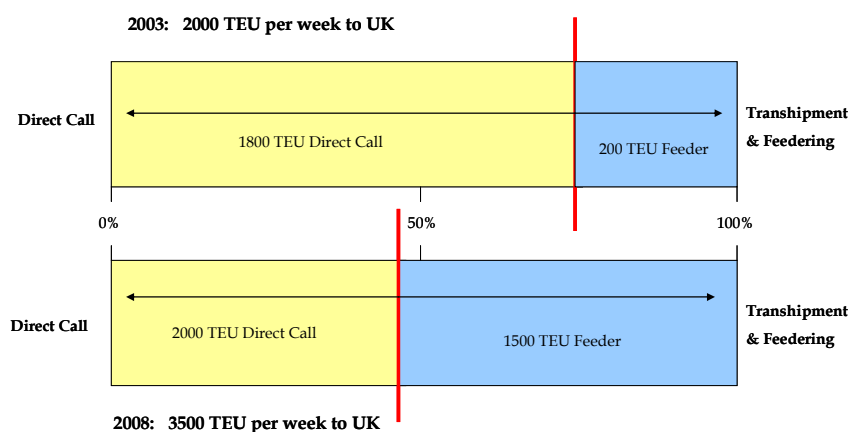 2003: 2000 TEU per week to UK
Direct Call
1800 TEU Direct Call
200 TEU Feeder
Transhipment
& Feedering
0%
50%
100%
Direct Call
2000 TEU Direct Call
1500 TEU Feeder
Transhipment
& Feedering
2008: 3500 TEU per week to UK